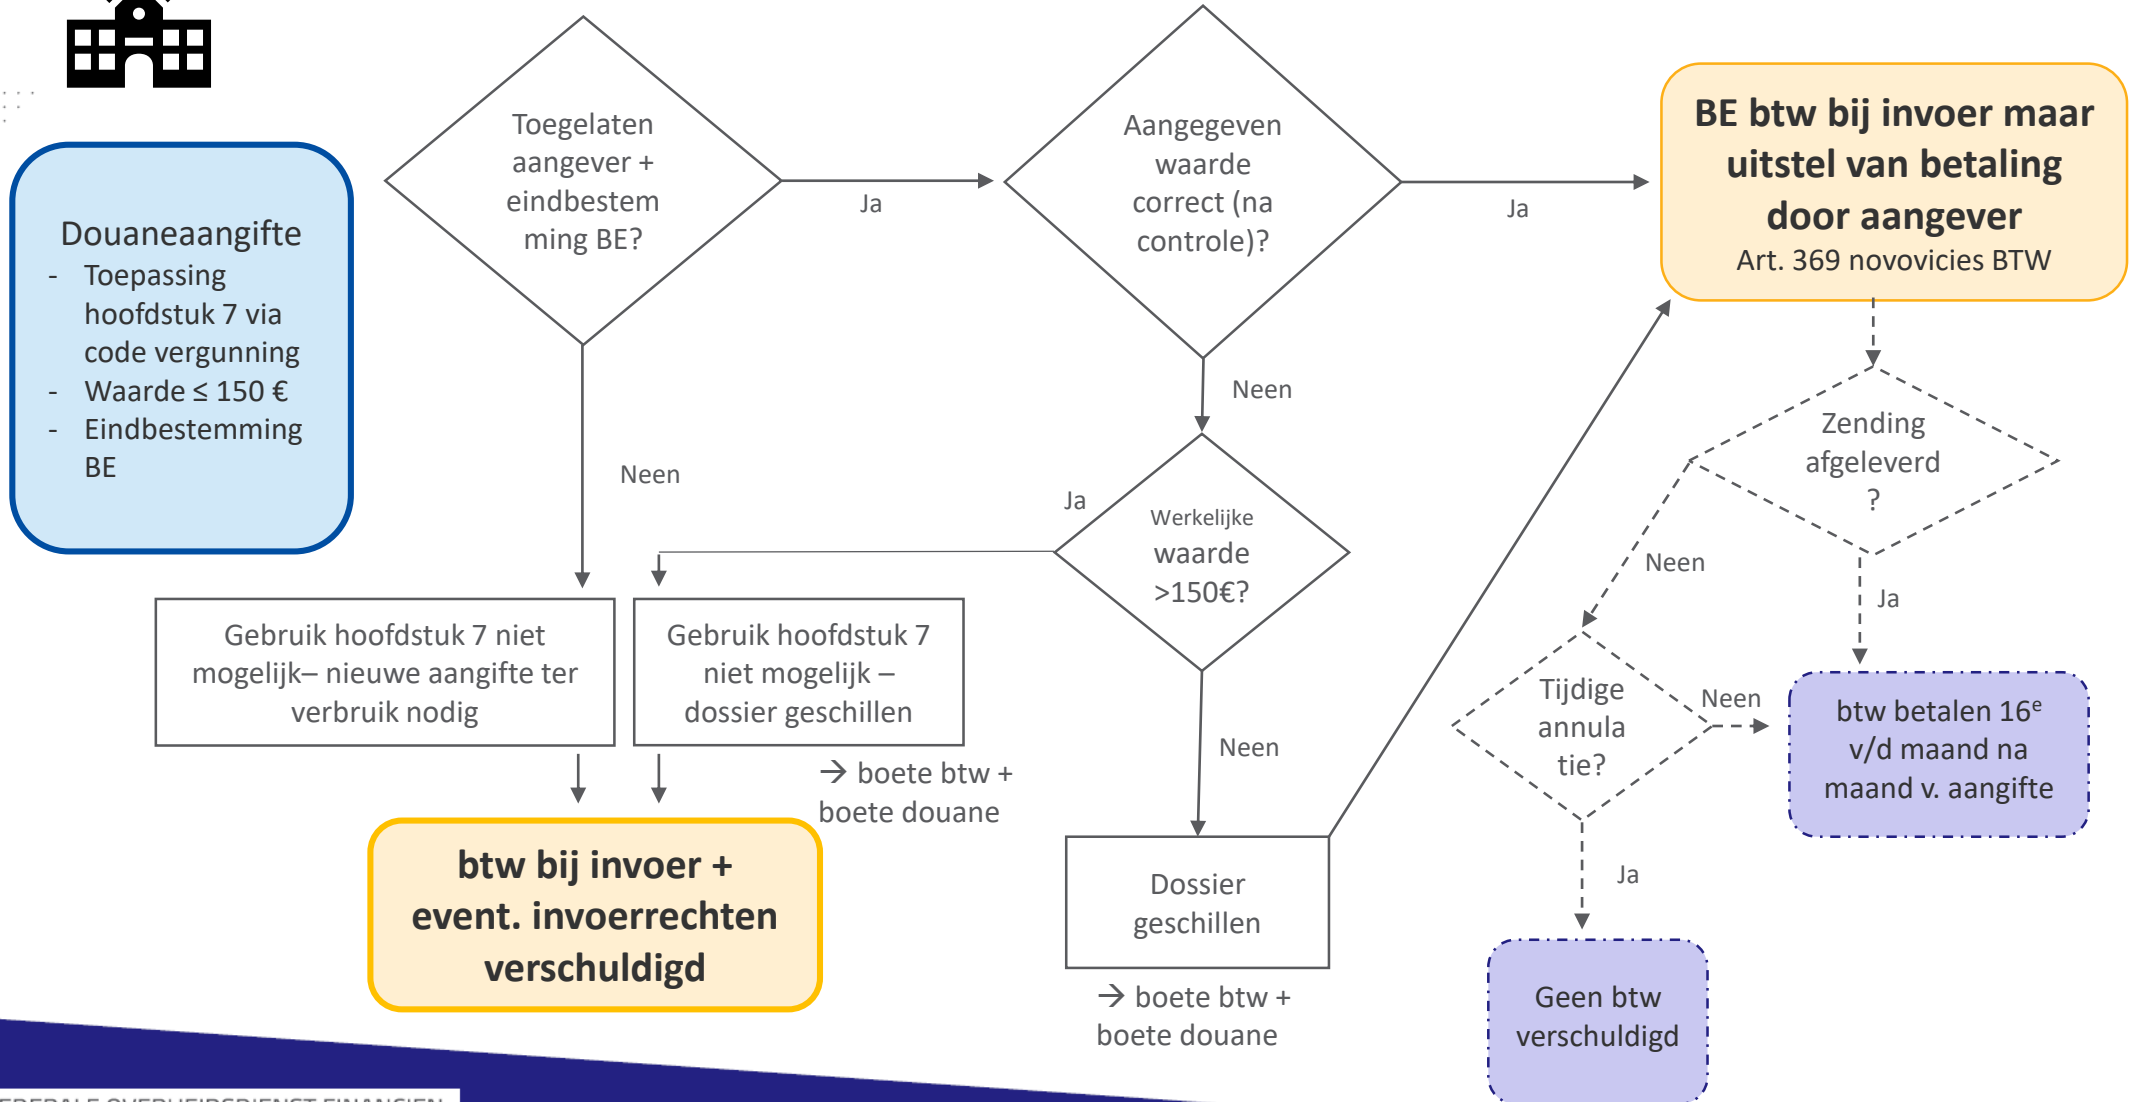 Douaneaangifte
- Toepassing
hoofdstuk 7 via
code vergunning
- Waarde ≤ 150 €
- Eindbestemming
BE
Toegelaten
aangever +
eindbestem
ming BE?
Ja
Neen
Aangegeven
waarde
correct (na
controle)?
Ja
Neen
BE btw bij invoer maar
uitstel van betaling
door aangever
Art. 369 novovicies BTW
Werkelijke
waarde
>150€?
Ja
Neen
Gebruik hoofdstuk 7 niet
mogelijk– nieuwe aangifte ter
verbruik nodig
Gebruik hoofdstuk 7
niet mogelijk –
dossier geschillen
→ boete btw +
boete douane
btw bij invoer +
event. invoerrechten
verschuldigd
Dossier
geschillen
→ boete btw +
boete douane
Zending
afgeleverd
?
Neen
Ja
Tijdige
annula
tie?
Neen
Ja
btw betalen 16e
v/d maand na
maand v. aangifte
Geen btw
verschuldigd
FEDERALE OVERHEIDSDIENST FINANCIEN